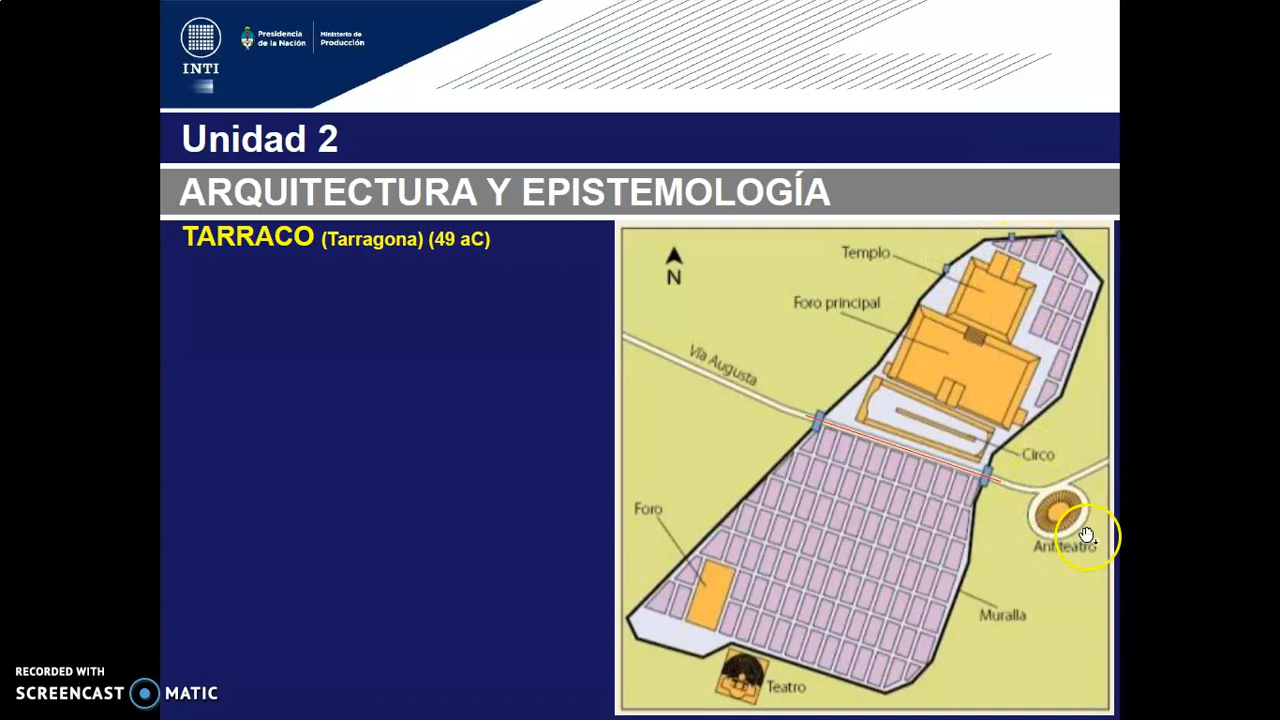 INTI
Presidencia
de la Nación
Ministerio de
Producción
Unidad 2
ARQUITECTURA Y EPISTEMOLOGÍA
TARRACO (Tarragona) (49 aC)
N
Templo
Foro principal
Vía Augusta
Circo
Foro
Anfiteatro
Muralla
Teatro
RECORDED WITH
SCREENCAST MATIC